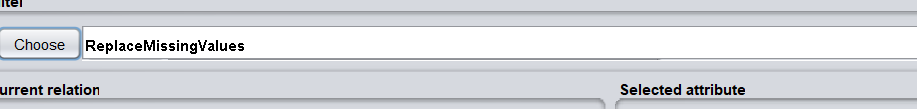 ilter
Choose ReplaceMissingValues
urrent relation Selected attribute